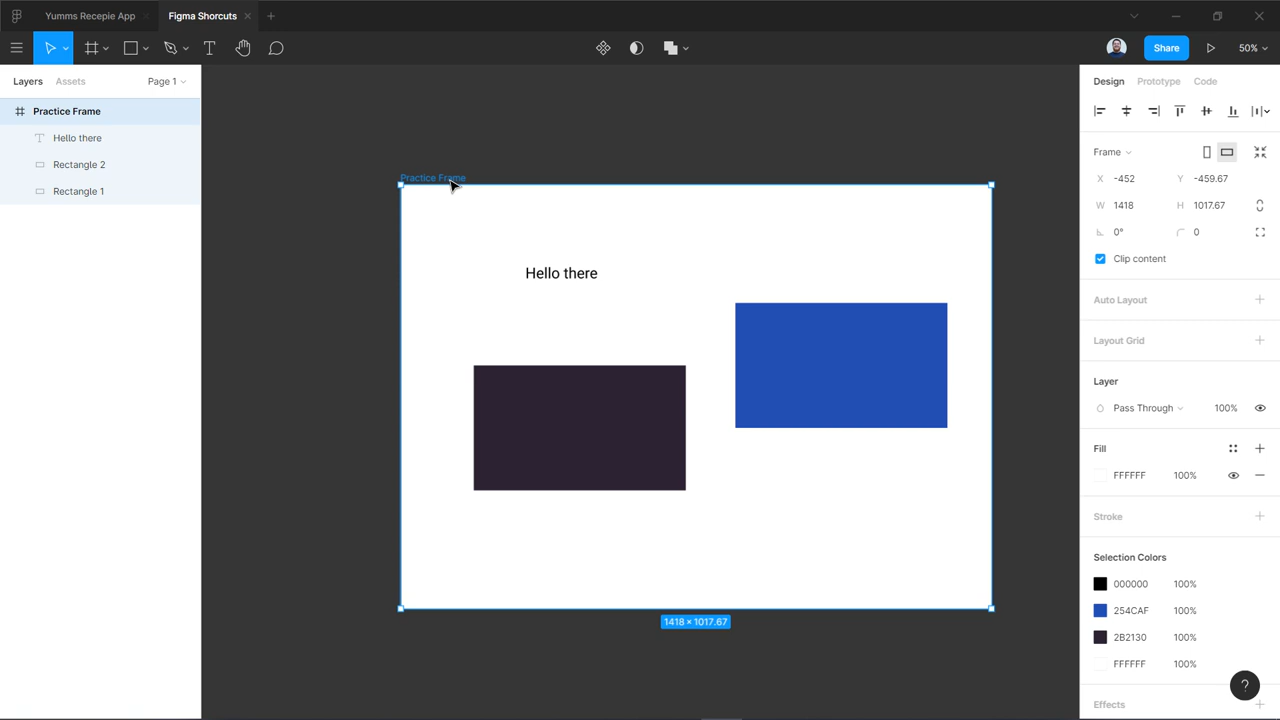 Yumms Recepie App
Figma Shorcuts
Share
50%
Layers
Assets
Page 1
Practice Frame
Hello there
Rectangle 2
Rectangle 1
Practice Frame
Hello there
1418 × 1017.67
Design
Prototype
Code
Frame
X -452
Y -459.67
W 1418
H 1017.67
0°
0
Clip content
Auto Layout
Layout Grid
Layer
Pass Through
100%
Fill
FFFFFF 100%
Stroke
Selection Colors
000000 100%
254CAF 100%
2B2130 100%
FFFFFF 100%
Effects
?